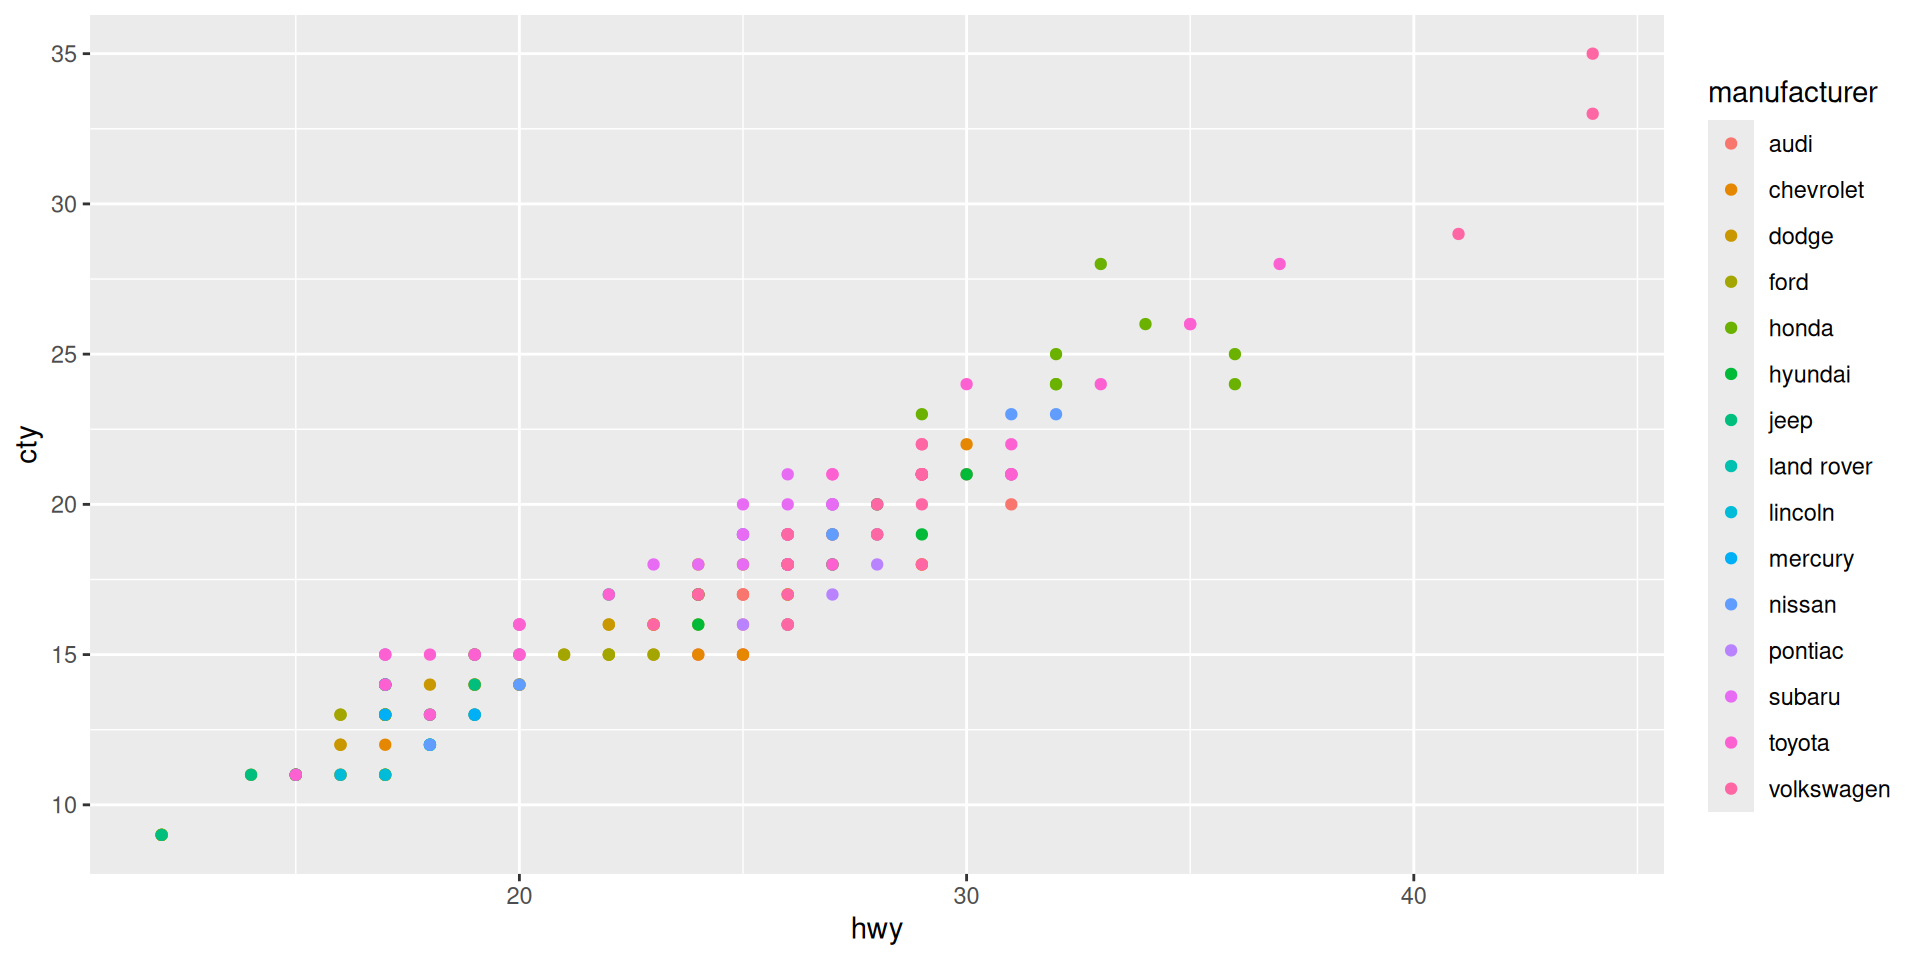 35
30
25
20
15
10
cty
20
30
40
hwy
manufacturer
audi
chevrolet
dodge
ford
honda
hyundai
jeep
land rover
lincoln
mercury
nissan
pontiac
subaru
toyota
volkswagen